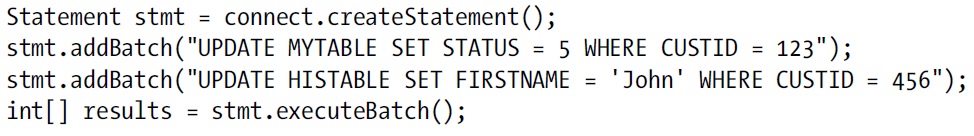 Statement stmt = connect.createStatement();
stmt.addBatch("UPDATE MYTABLE SET STATUS = 5 WHERE CUSTID = 123");
stmt.addBatch("UPDATE HISTABLE SET FIRSTNAME = 'John' WHERE CUSTID = 456");
int[] results = stmt.executeBatch();